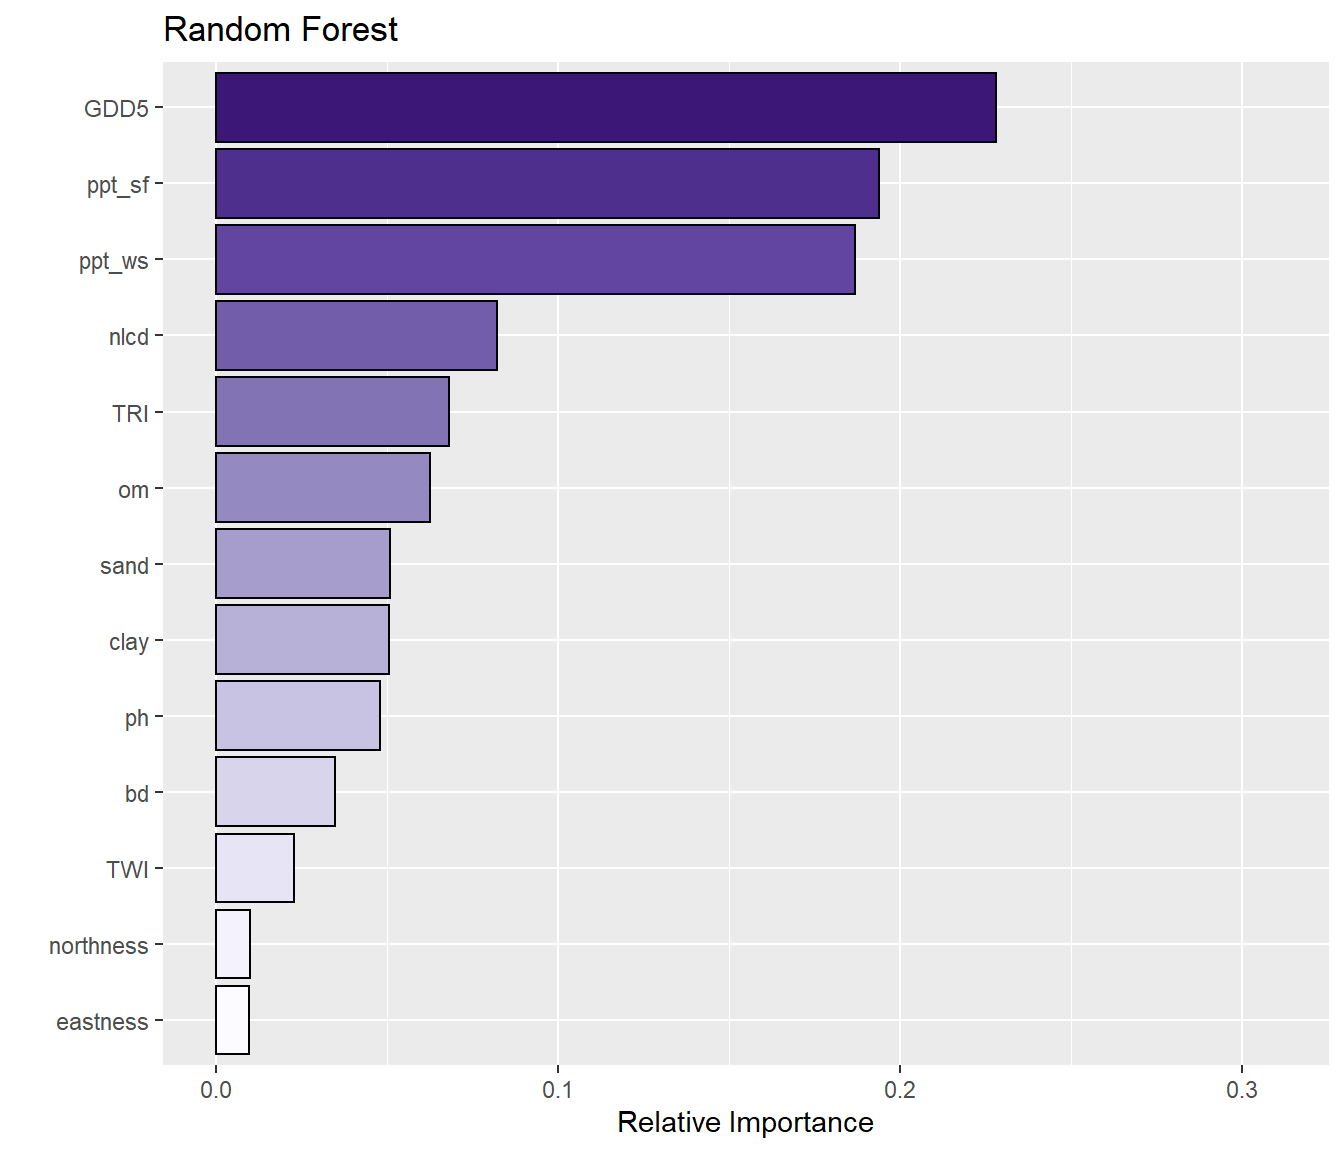 Random Forest
GDD5
ppt_sf
ppt_ws
nlcd
TRI
om
sand
clay
ph
bd
TWI
northness
eastness
0.0 0.1 0.2 0.3
Relative Importance